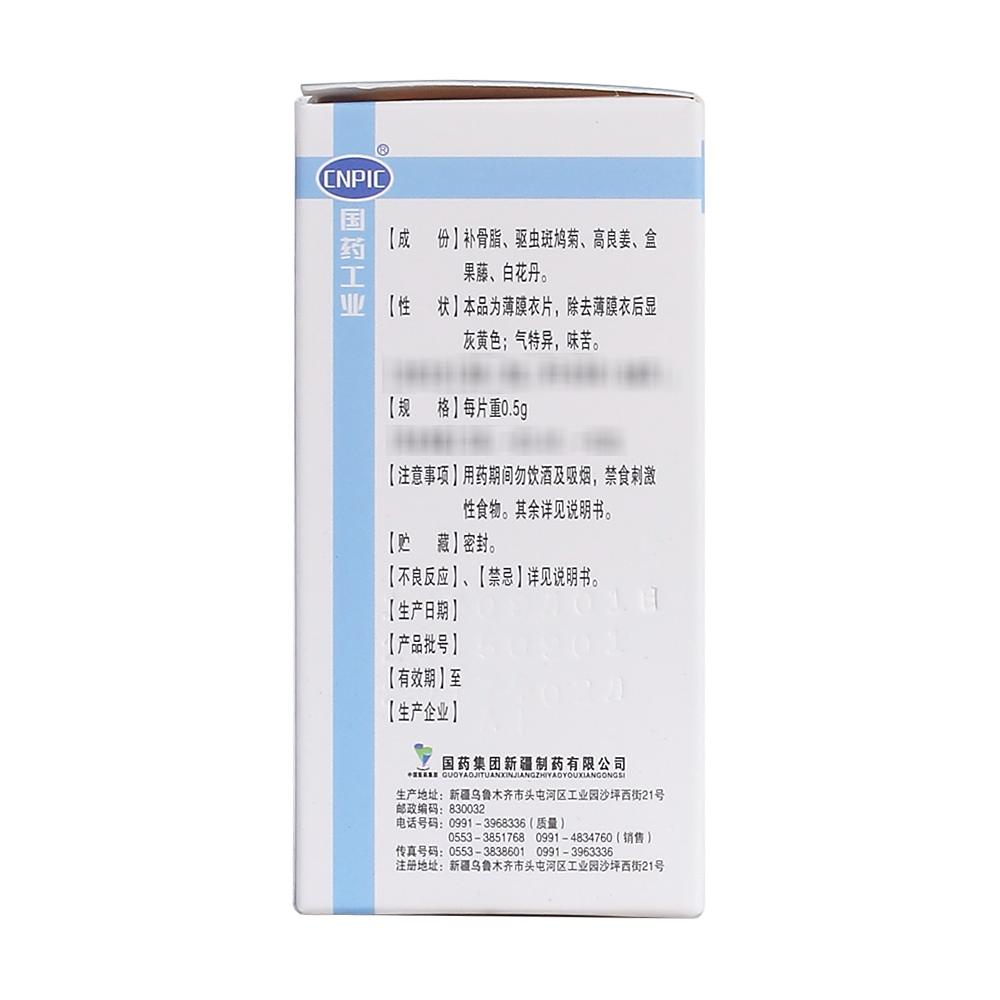 CNPIC®
国药工业
【成　份】补骨脂、驱虫斑鸠菊、高良姜、盒
果藤、白花丹。
【性　状】本品为薄膜衣片，除去薄膜衣后显
灰黄色；气特异，味苦。
【规　格】每片重0.5g
【注意事项】用药期间勿饮酒及吸烟，禁食刺激
性食物。其余详见说明书。
【贮　藏】密封。
【不良反应】、【禁忌】详见说明书。
【生产日期】
【产品批号】
【有效期】至
【生产企业】
中国医药集团
国药集团新疆制药有限公司
GUOYAOJITUANXINJIANGZHIYAOYOUXIANGONGSI
生产地址：新疆乌鲁木齐市头屯河区工业园沙坪西街21号
邮政编码：830032
电话号码：0991－3968336（质量）
0553－3851768　0991－4834760（销售）
传真号码：0553－3838601　0991－3963336
注册地址：新疆乌鲁木齐市头屯河区工业园沙坪西街21号